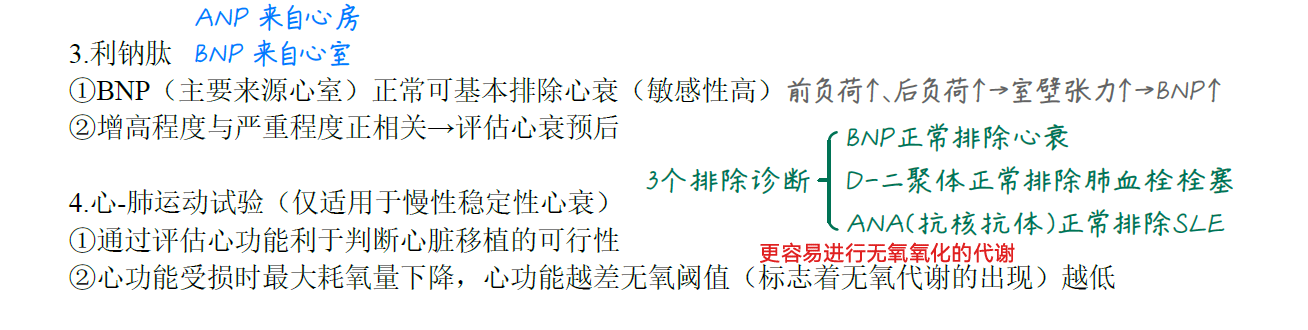 ANP 来自心房
3.利钠肽 BNP 来自心室
①BNP（主要来源心室）正常可基本排除心衰（敏感性高）前负荷↑、后负荷↑→室壁张力↑→BNP↑
②增高程度与严重程度正相关→评估心衰预后
BNP正常排除心衰
3个排除诊断 D-二聚体正常排除肺血栓栓塞
ANA(抗核抗体)正常排除SLE
4.心-肺运动试验（仅适用于慢性稳定性心衰）
①通过评估心功能利于判断心脏移植的可行性
更容易进行无氧氧化的代谢
②心功能受损时最大耗氧量下降，心功能越差无氧阈值（标志着无氧代谢的出现）越低